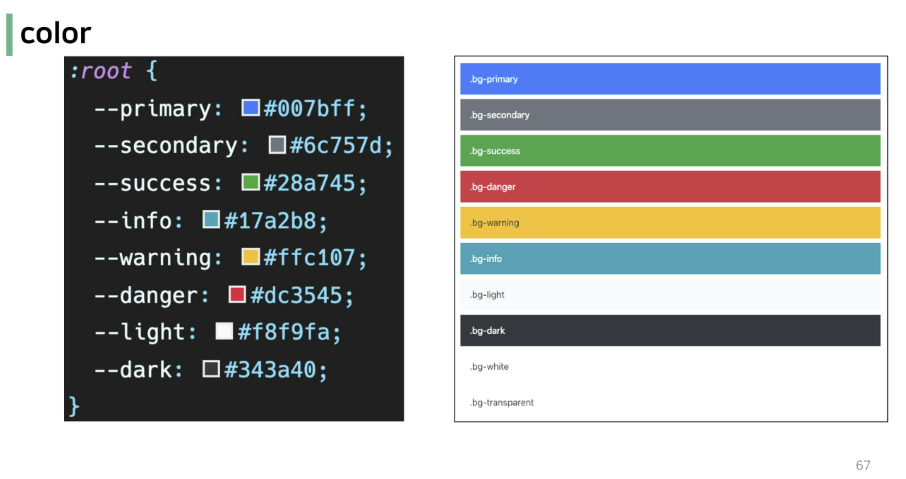 color
:root {
--primary: #007bff;
--secondary: #6c757d;
--success: #28a745;
--info: #17a2b8;
--warning: #ffc107;
--danger: #dc3545;
--light: #f8f9fa;
--dark: #343a40;
}
.bg-primary
.bg-secondary
.bg-success
.bg-danger
.bg-warning
.bg-info
.bg-light
.bg-dark
.bg-white
.bg-transparent
67